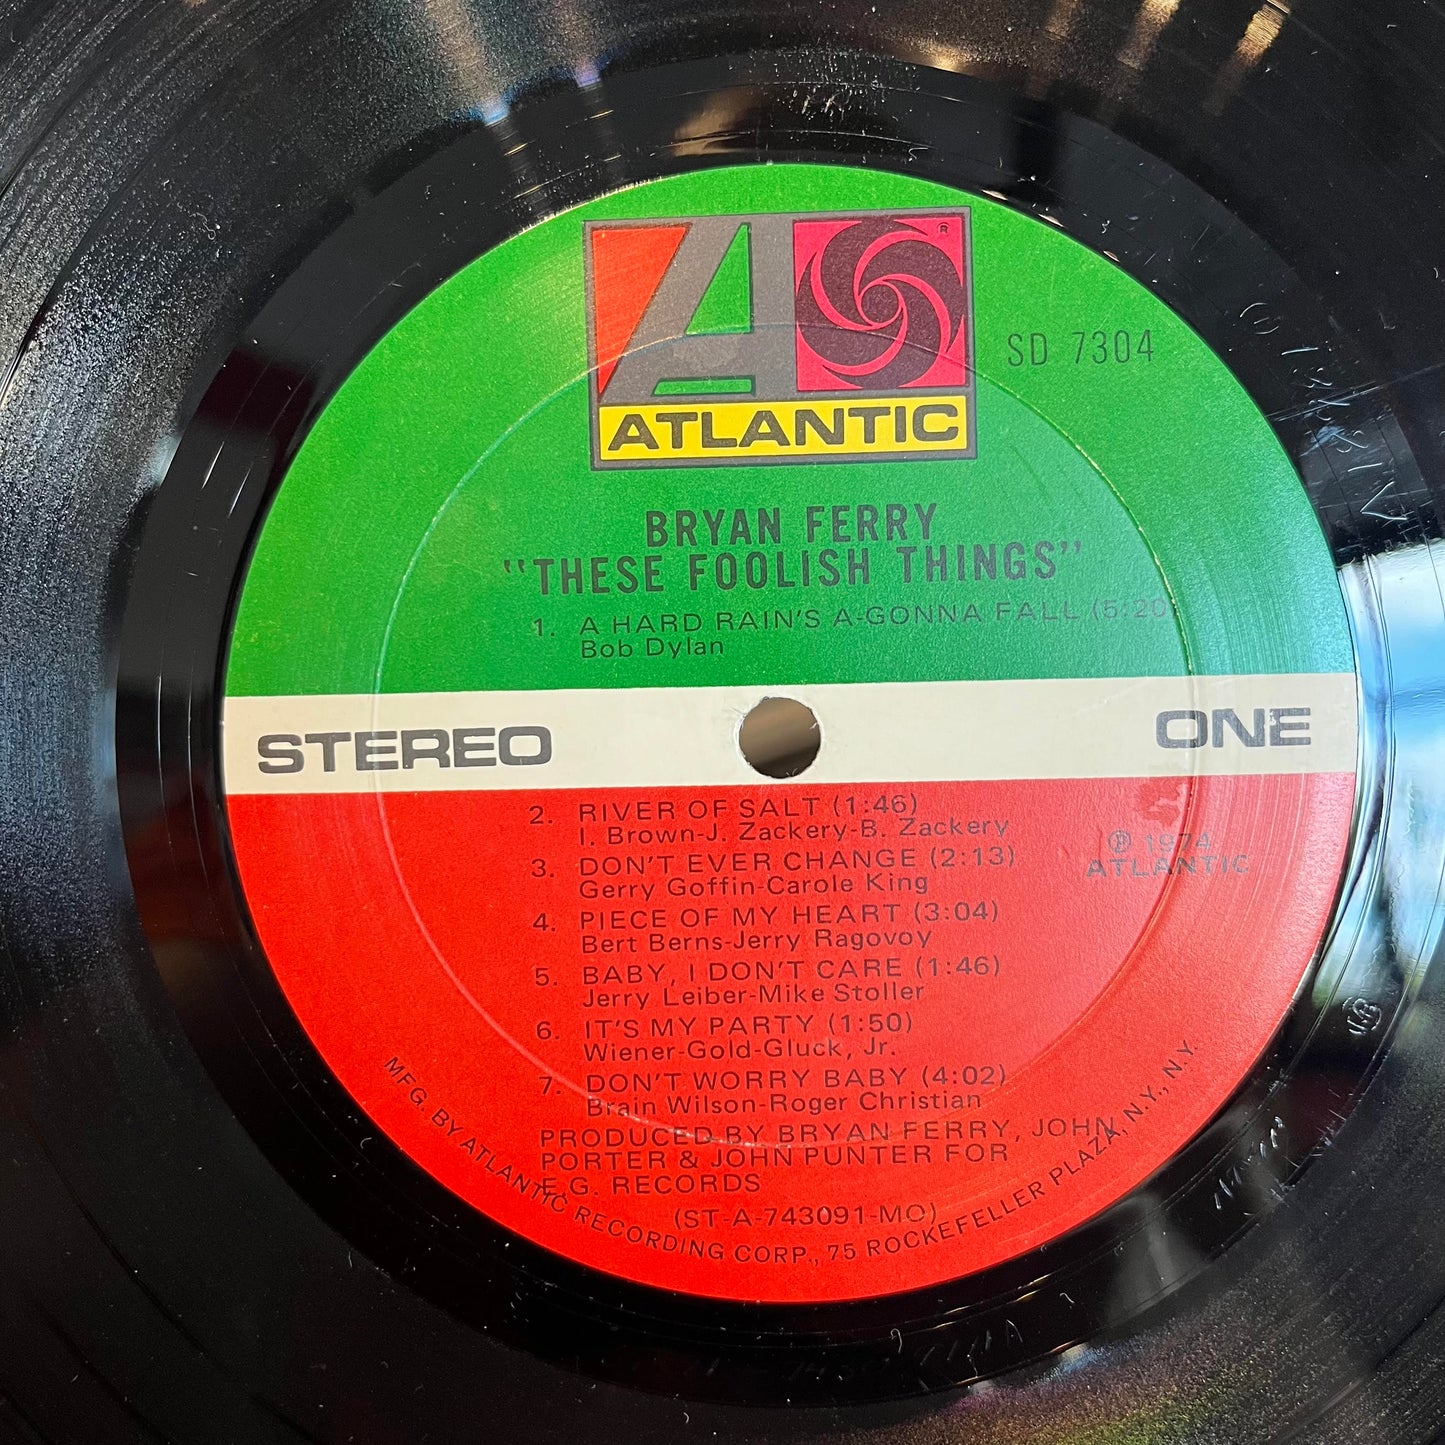 ATLANTIC
®
SD 7304
BRYAN FERRY
"THESE FOOLISH THINGS"
1. A HARD RAIN'S A-GONNA FALL (5:20)
Bob Dylan
STEREO
ONE
2. RIVER OF SALT (1:46)
I. Brown-J. Zackery-B. Zackery
3. DON'T EVER CHANGE (2:13)
Gerry Goffin-Carole King
4. PIECE OF MY HEART (3:04)
Bert Berns-Jerry Ragovoy
5. BABY, I DON'T CARE (1:46)
Jerry Leiber-Mike Stoller
6. IT'S MY PARTY (1:50)
Wiener-Gold-Gluck, Jr.
7. DON'T WORRY BABY (4:02)
Brain Wilson-Roger Christian
℗ 1974
ATLANTIC
PRODUCED BY BRYAN FERRY, JOHN
PORTER & JOHN PUNTER FOR
E.G. RECORDS
(ST-A-743091-MO)
MFG. BY ATLANTIC RECORDING CORP., 75 ROCKEFELLER PLAZA, N.Y., N.Y.